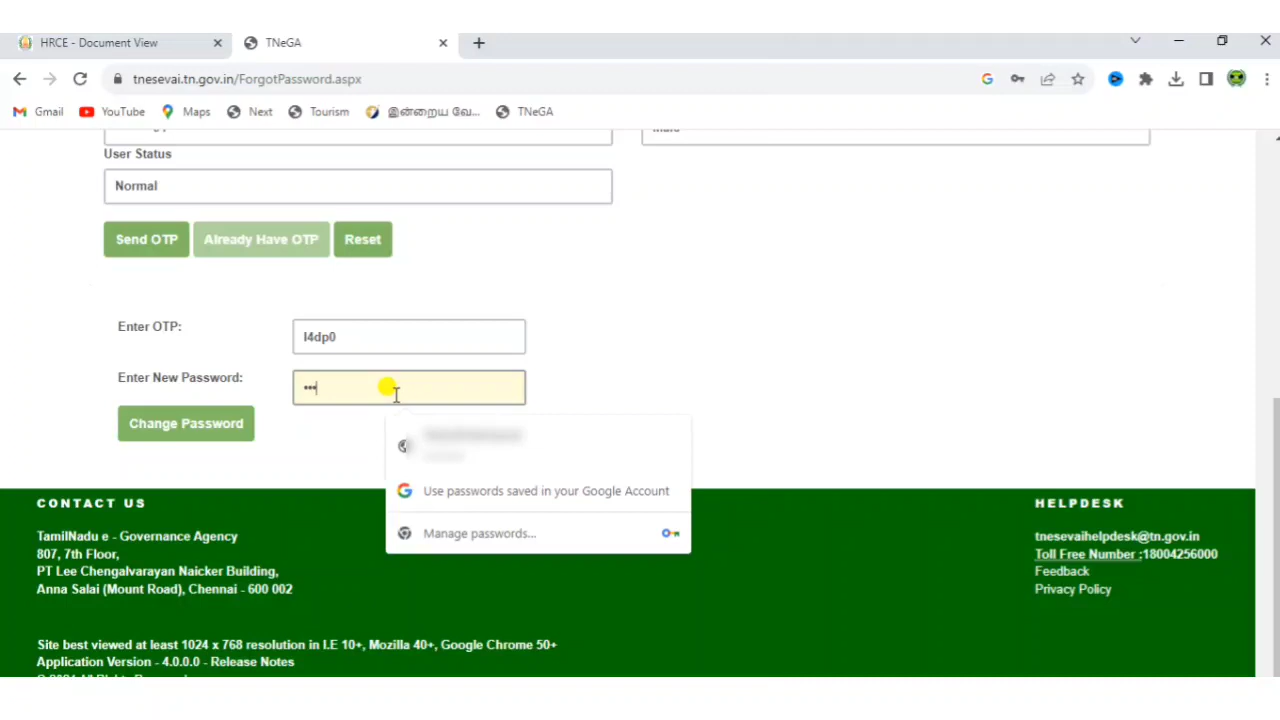 HRCE - Document View
TNeGA
tnesevai.tn.gov.in/ForgotPassword.aspx
Gmail YouTube Maps Next Tourism இன்றைய வே... TNeGA
User Status
Normal
Send OTP Already Have OTP Reset
Enter OTP:
l4dp0
Enter New Password:
•••
Change Password
Use passwords saved in your Google Account
Manage passwords...
CONTACT US
TamilNadu e - Governance Agency
807, 7th Floor,
PT Lee Chengalvarayan Naicker Building,
Anna Salai (Mount Road), Chennai - 600 002
HELPDESK
tnesevaihelpdesk@tn.gov.in
Toll Free Number :18004256000
Feedback
Privacy Policy
Site best viewed at least 1024 x 768 resolution in I.E 10+, Mozilla 40+, Google Chrome 50+
Application Version - 4.0.0.0 - Release Notes